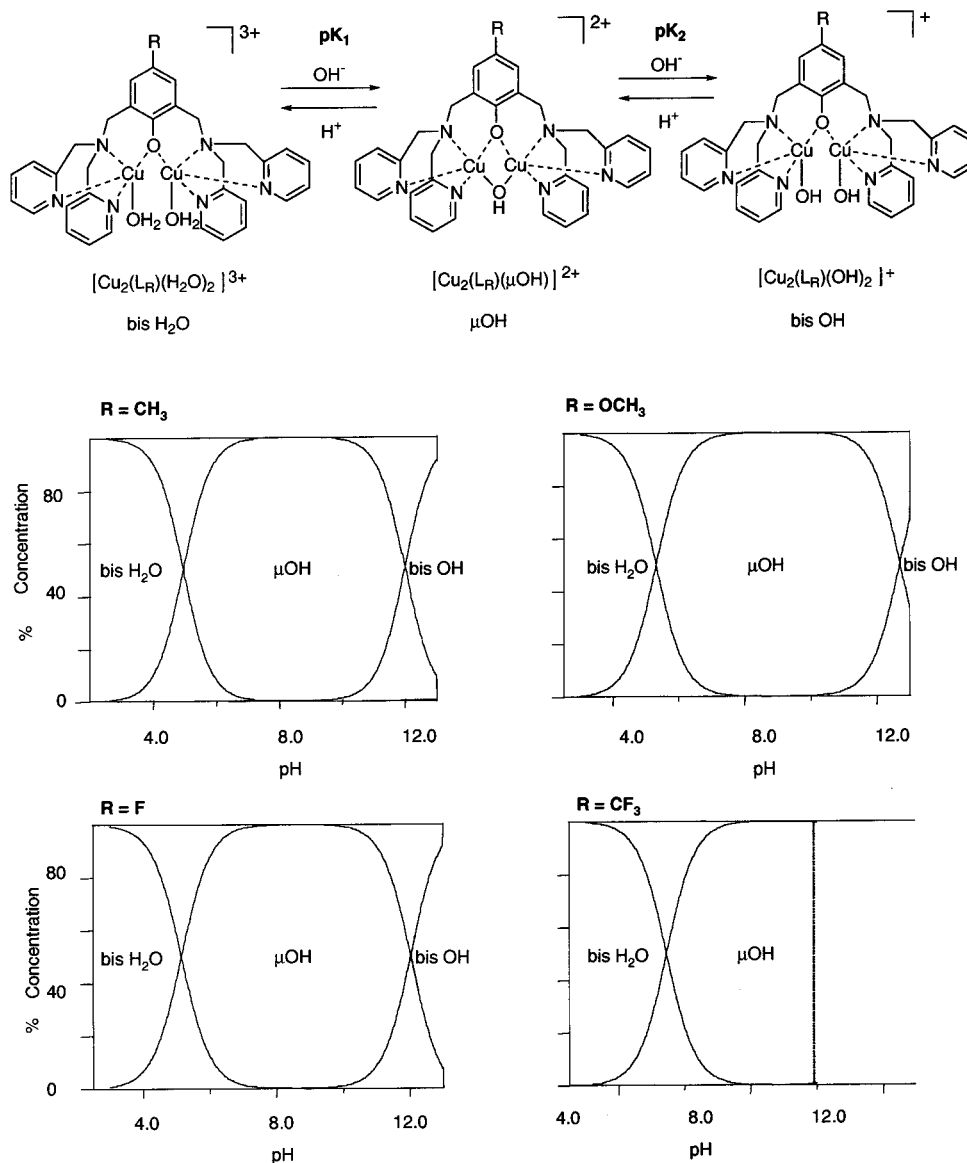 R ]3+ pK1 R ]2+ pK2 R ]+
OH- OH-
H+ H+
N O N N O N N O N
Cu Cu Cu Cu Cu Cu
N N N N N N N N N N N N
OH2 OH2 O H OH OH
[Cu2(LR)(H2O)2]3+ [Cu2(LR)(μOH)]2+ [Cu2(LR)(OH)2]+
bis H2O μOH bis OH
R = CH3
% Concentration
80
40
0
bis H2O μOH bis OH
4.0 8.0 12.0
pH
R = OCH3
bis H2O μOH bis OH
4.0 8.0 12.0
pH
R = F
% Concentration
80
40
0
bis H2O μOH bis OH
4.0 8.0 12.0
pH
R = CF3
bis H2O μOH
4.0 8.0 12.0
pH